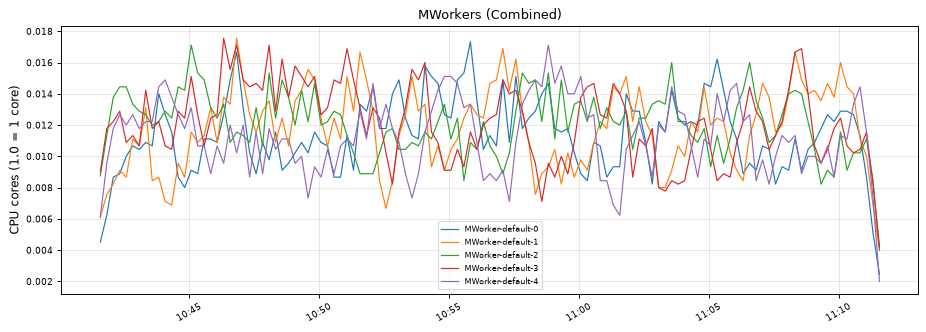 MWorkers (Combined)
CPU cores (1.0 = 1 core)
0.018
0.016
0.014
0.012
0.010
0.008
0.006
0.004
0.002
MWorker-default-0
MWorker-default-1
MWorker-default-2
MWorker-default-3
MWorker-default-4
10:45
10:50
10:55
11:00
11:05
11:10